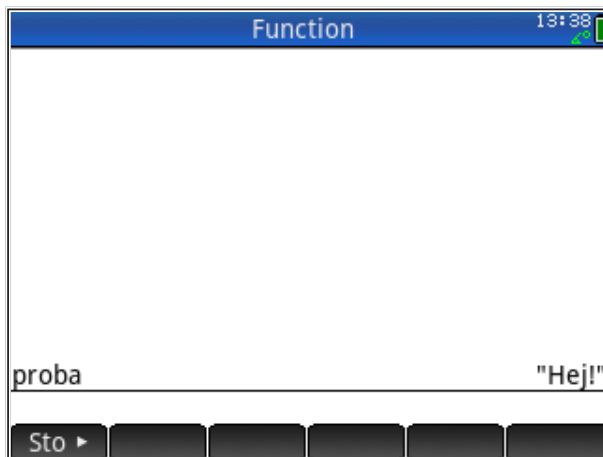 Function 13:38
proba "Hej!"
Sto ►